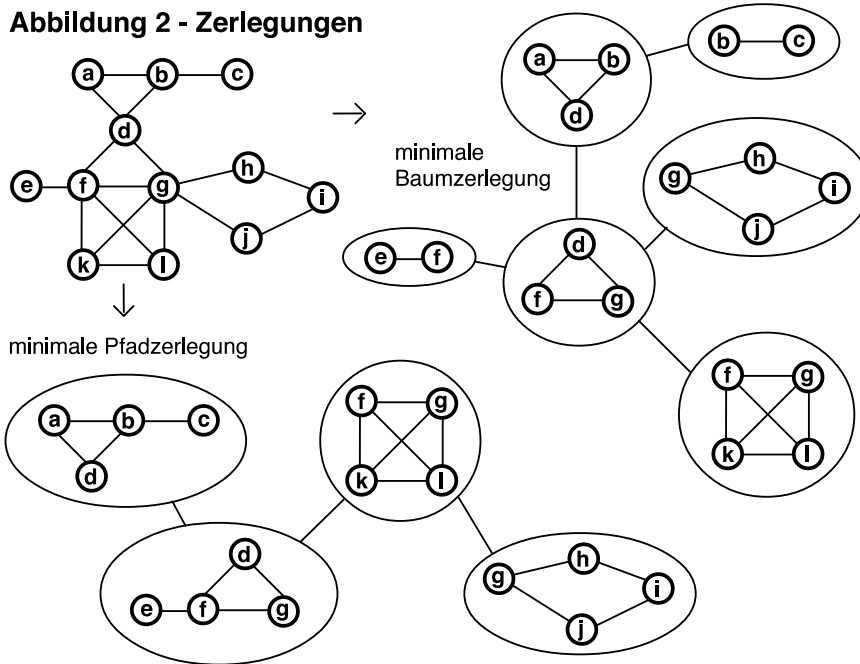 Abbildung 2 - Zerlegungen
a b c
d
e f g h i
j
k l
minimale
Baumzerlegung
a b
d
b c
g h i
j
e f
d
f g
f g
k l
minimale Pfadzerlegung
a b c
d
d
e f g
f g
k l
g h i
j